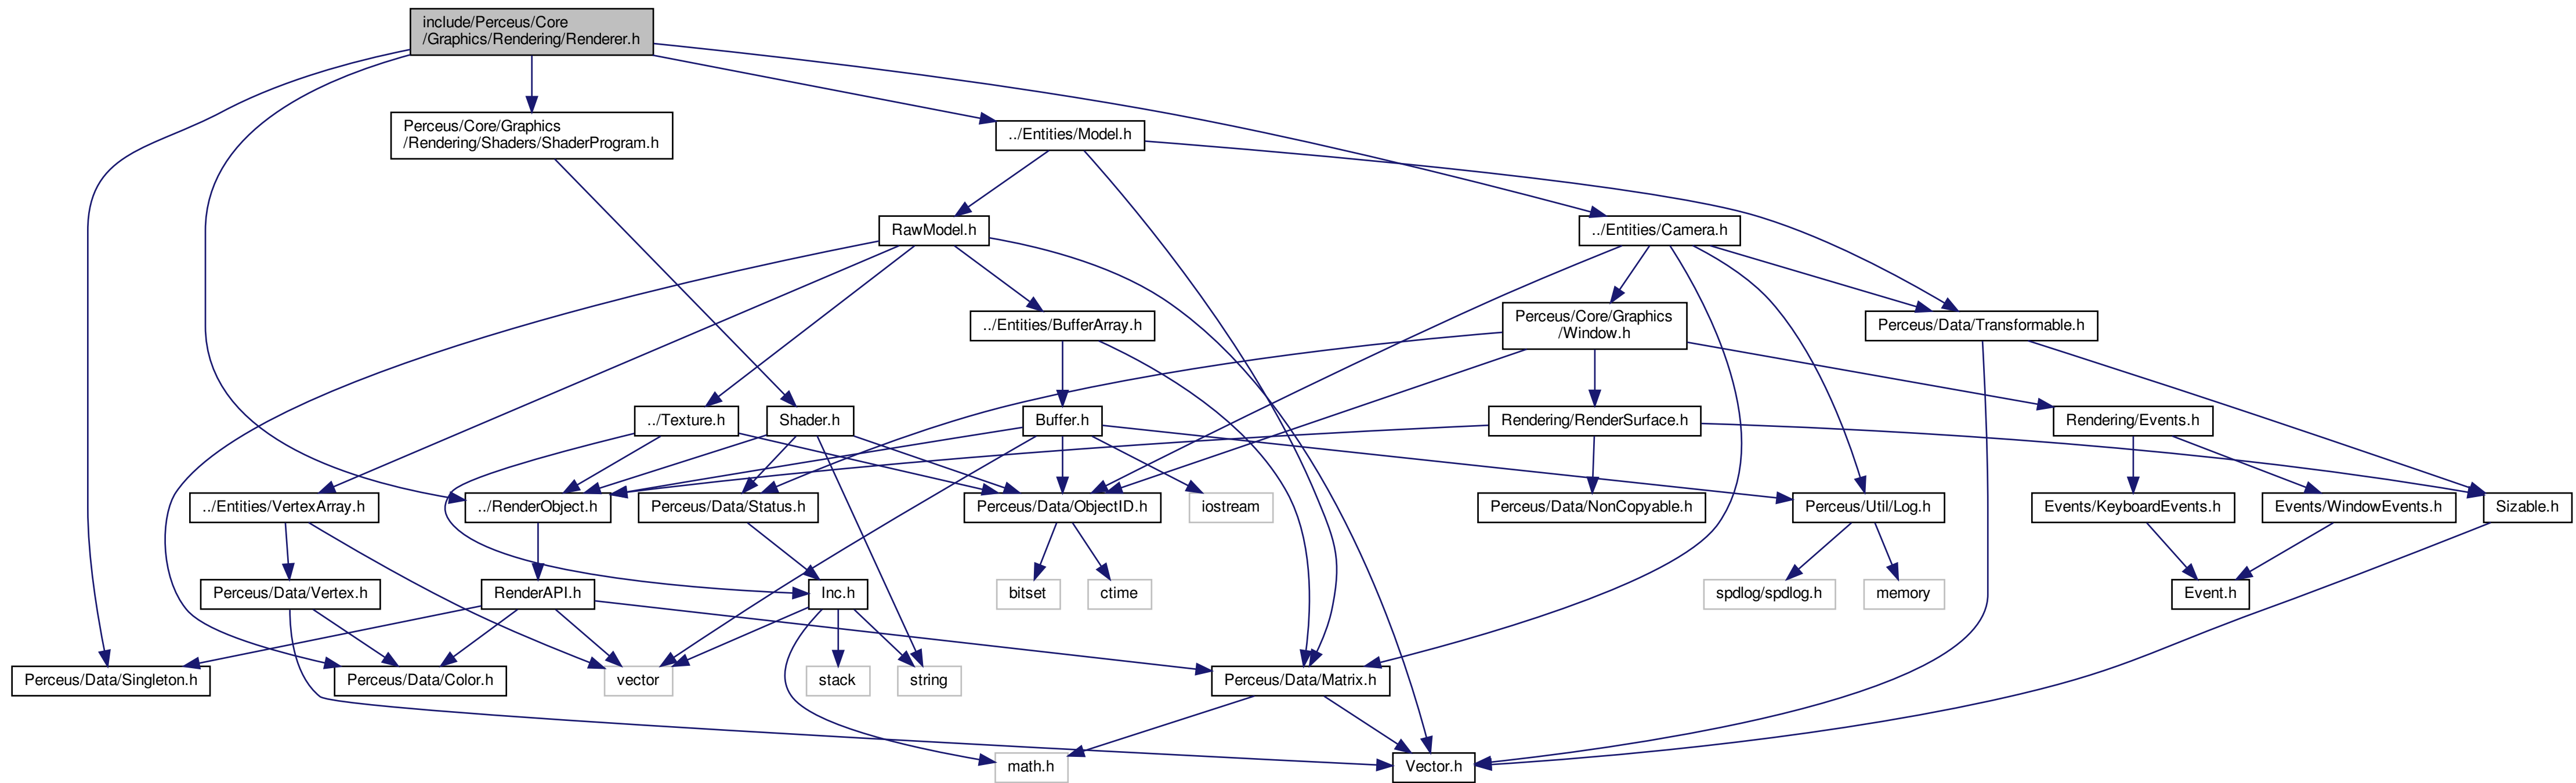 include/Perceus/Core
/Graphics/Rendering/Renderer.h
Perceus/Core/Graphics
/Rendering/Shaders/ShaderProgram.h
../Entities/Model.h
RawModel.h
../Entities/Camera.h
../Entities/BufferArray.h
Perceus/Core/Graphics
/Window.h
Perceus/Data/Transformable.h
../Texture.h
Shader.h
Buffer.h
Rendering/RenderSurface.h
Rendering/Events.h
../Entities/VertexArray.h
../RenderObject.h
Perceus/Data/Status.h
Perceus/Data/ObjectID.h
iostream
Perceus/Data/NonCopyable.h
Perceus/Util/Log.h
Events/KeyboardEvents.h
Events/WindowEvents.h
Sizable.h
Perceus/Data/Vertex.h
RenderAPI.h
Inc.h
bitset
ctime
spdlog/spdlog.h
memory
Event.h
Perceus/Data/Singleton.h
Perceus/Data/Color.h
vector
stack
string
Perceus/Data/Matrix.h
math.h
Vector.h